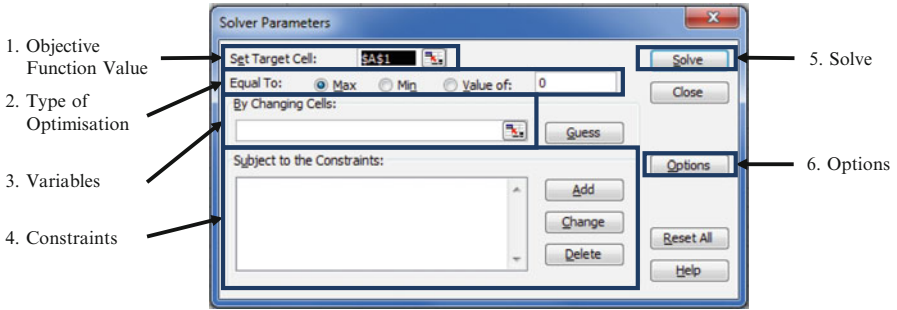 Solver Parameters
1. Objective
Function Value
Set Target Cell: $A$1
Solve
5. Solve
Equal To: Max Min Value of: 0
2. Type of
Optimisation
Close
By Changing Cells:
Guess
3. Variables
Subject to the Constraints:
Options
6. Options
Add
4. Constraints
Change
Reset All
Delete
Help